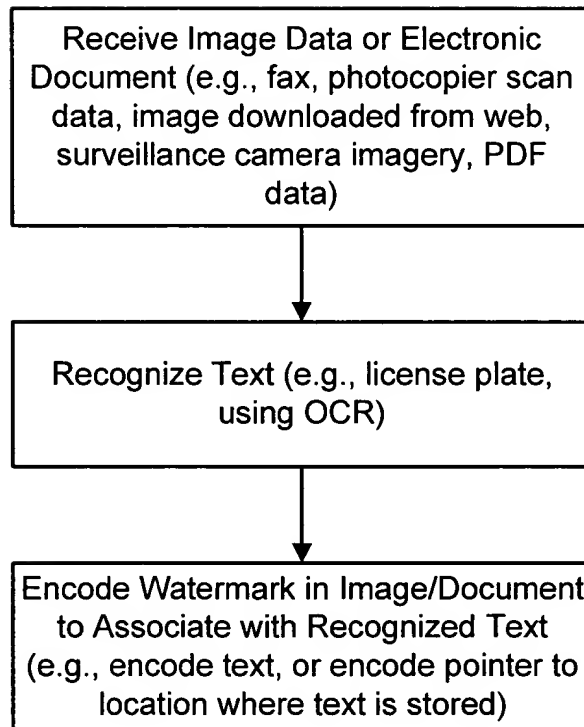 Receive Image Data or Electronic
Document (e.g., fax, photocopier scan
data, image downloaded from web,
surveillance camera imagery, PDF
data)
Recognize Text (e.g., license plate,
using OCR)
Encode Watermark in Image/Document
to Associate with Recognized Text
(e.g., encode text, or encode pointer to
location where text is stored)